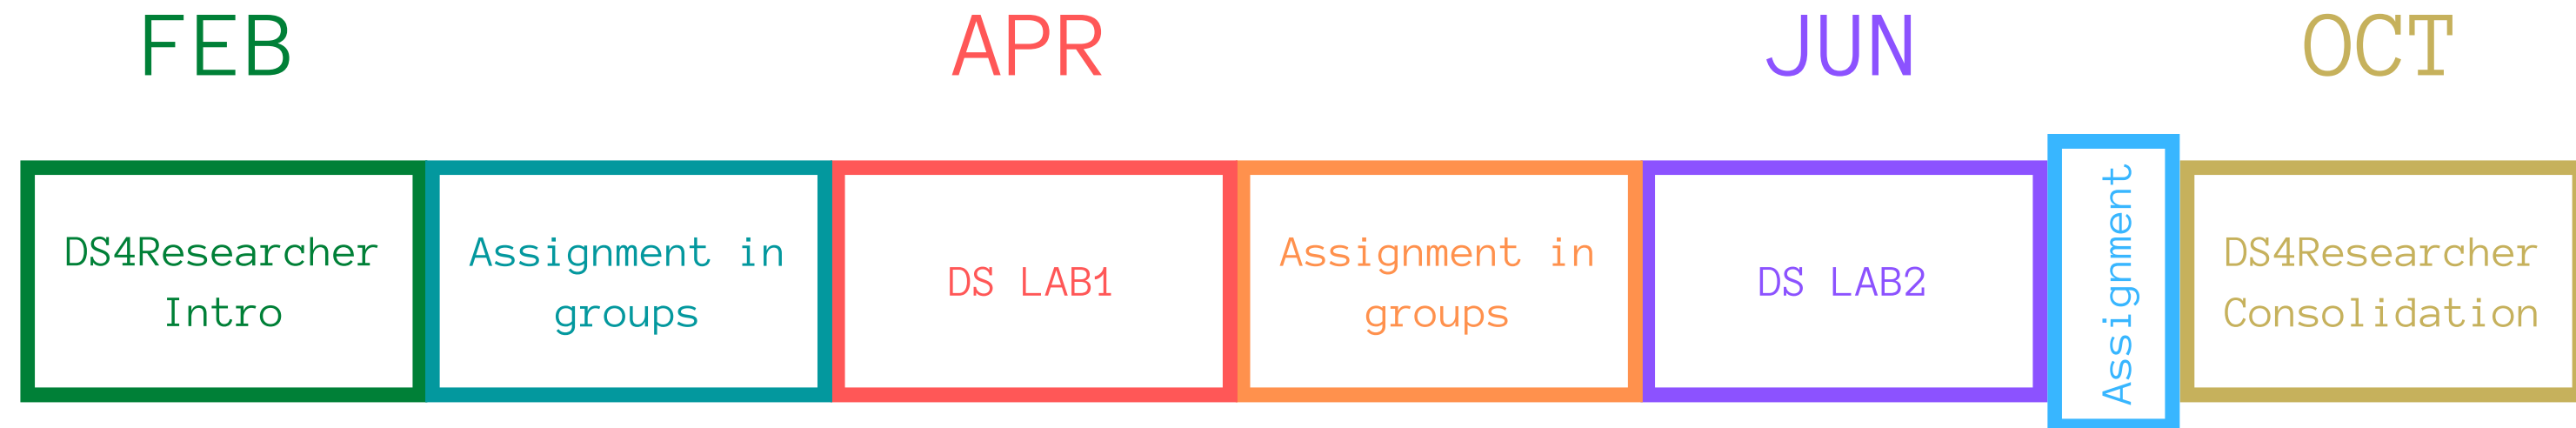 FEB
APR
JUN
OCT
DS4Researcher
Intro
Assignment in
groups
DS LAB1
Assignment in
groups
DS LAB2
Assignment
DS4Researcher
Consolidation